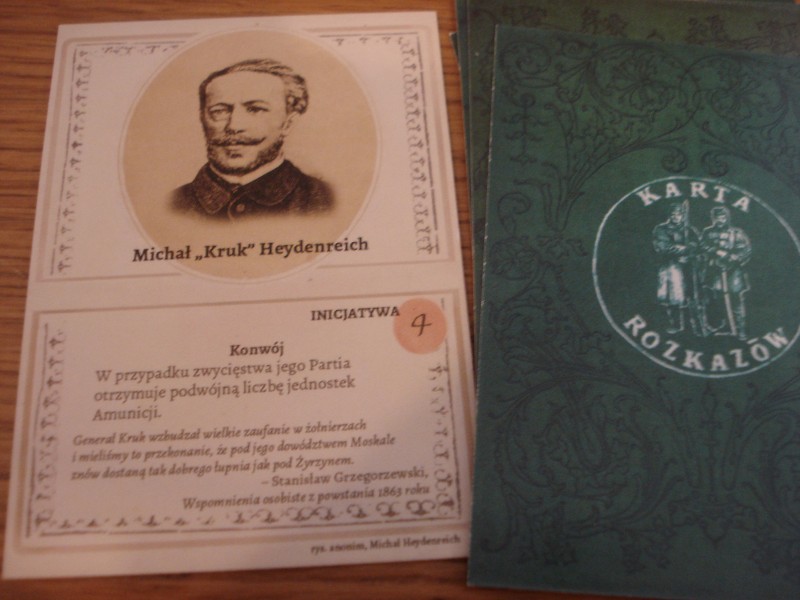 Michał „Kruk” Heydenreich
INICJATYWA 4
Konwój
W przypadku zwycięstwa jego Partia
otrzymuje podwójną liczbę jednostek
Amunicji.
Generał Kruk wzbudzał wielkie zaufanie w żołnierzach
i mieliśmy to przekonanie, że pod jego dowództwem Moskale
znów dostaną tak dobrego łupnia jak pod Żyrzynem.
– Stanisław Grzegorzewski,
Wspomnienia osobiste z powstania 1863 roku
rys. anonim, Michał Heydenreich
KARTA
ROZKAZÓW